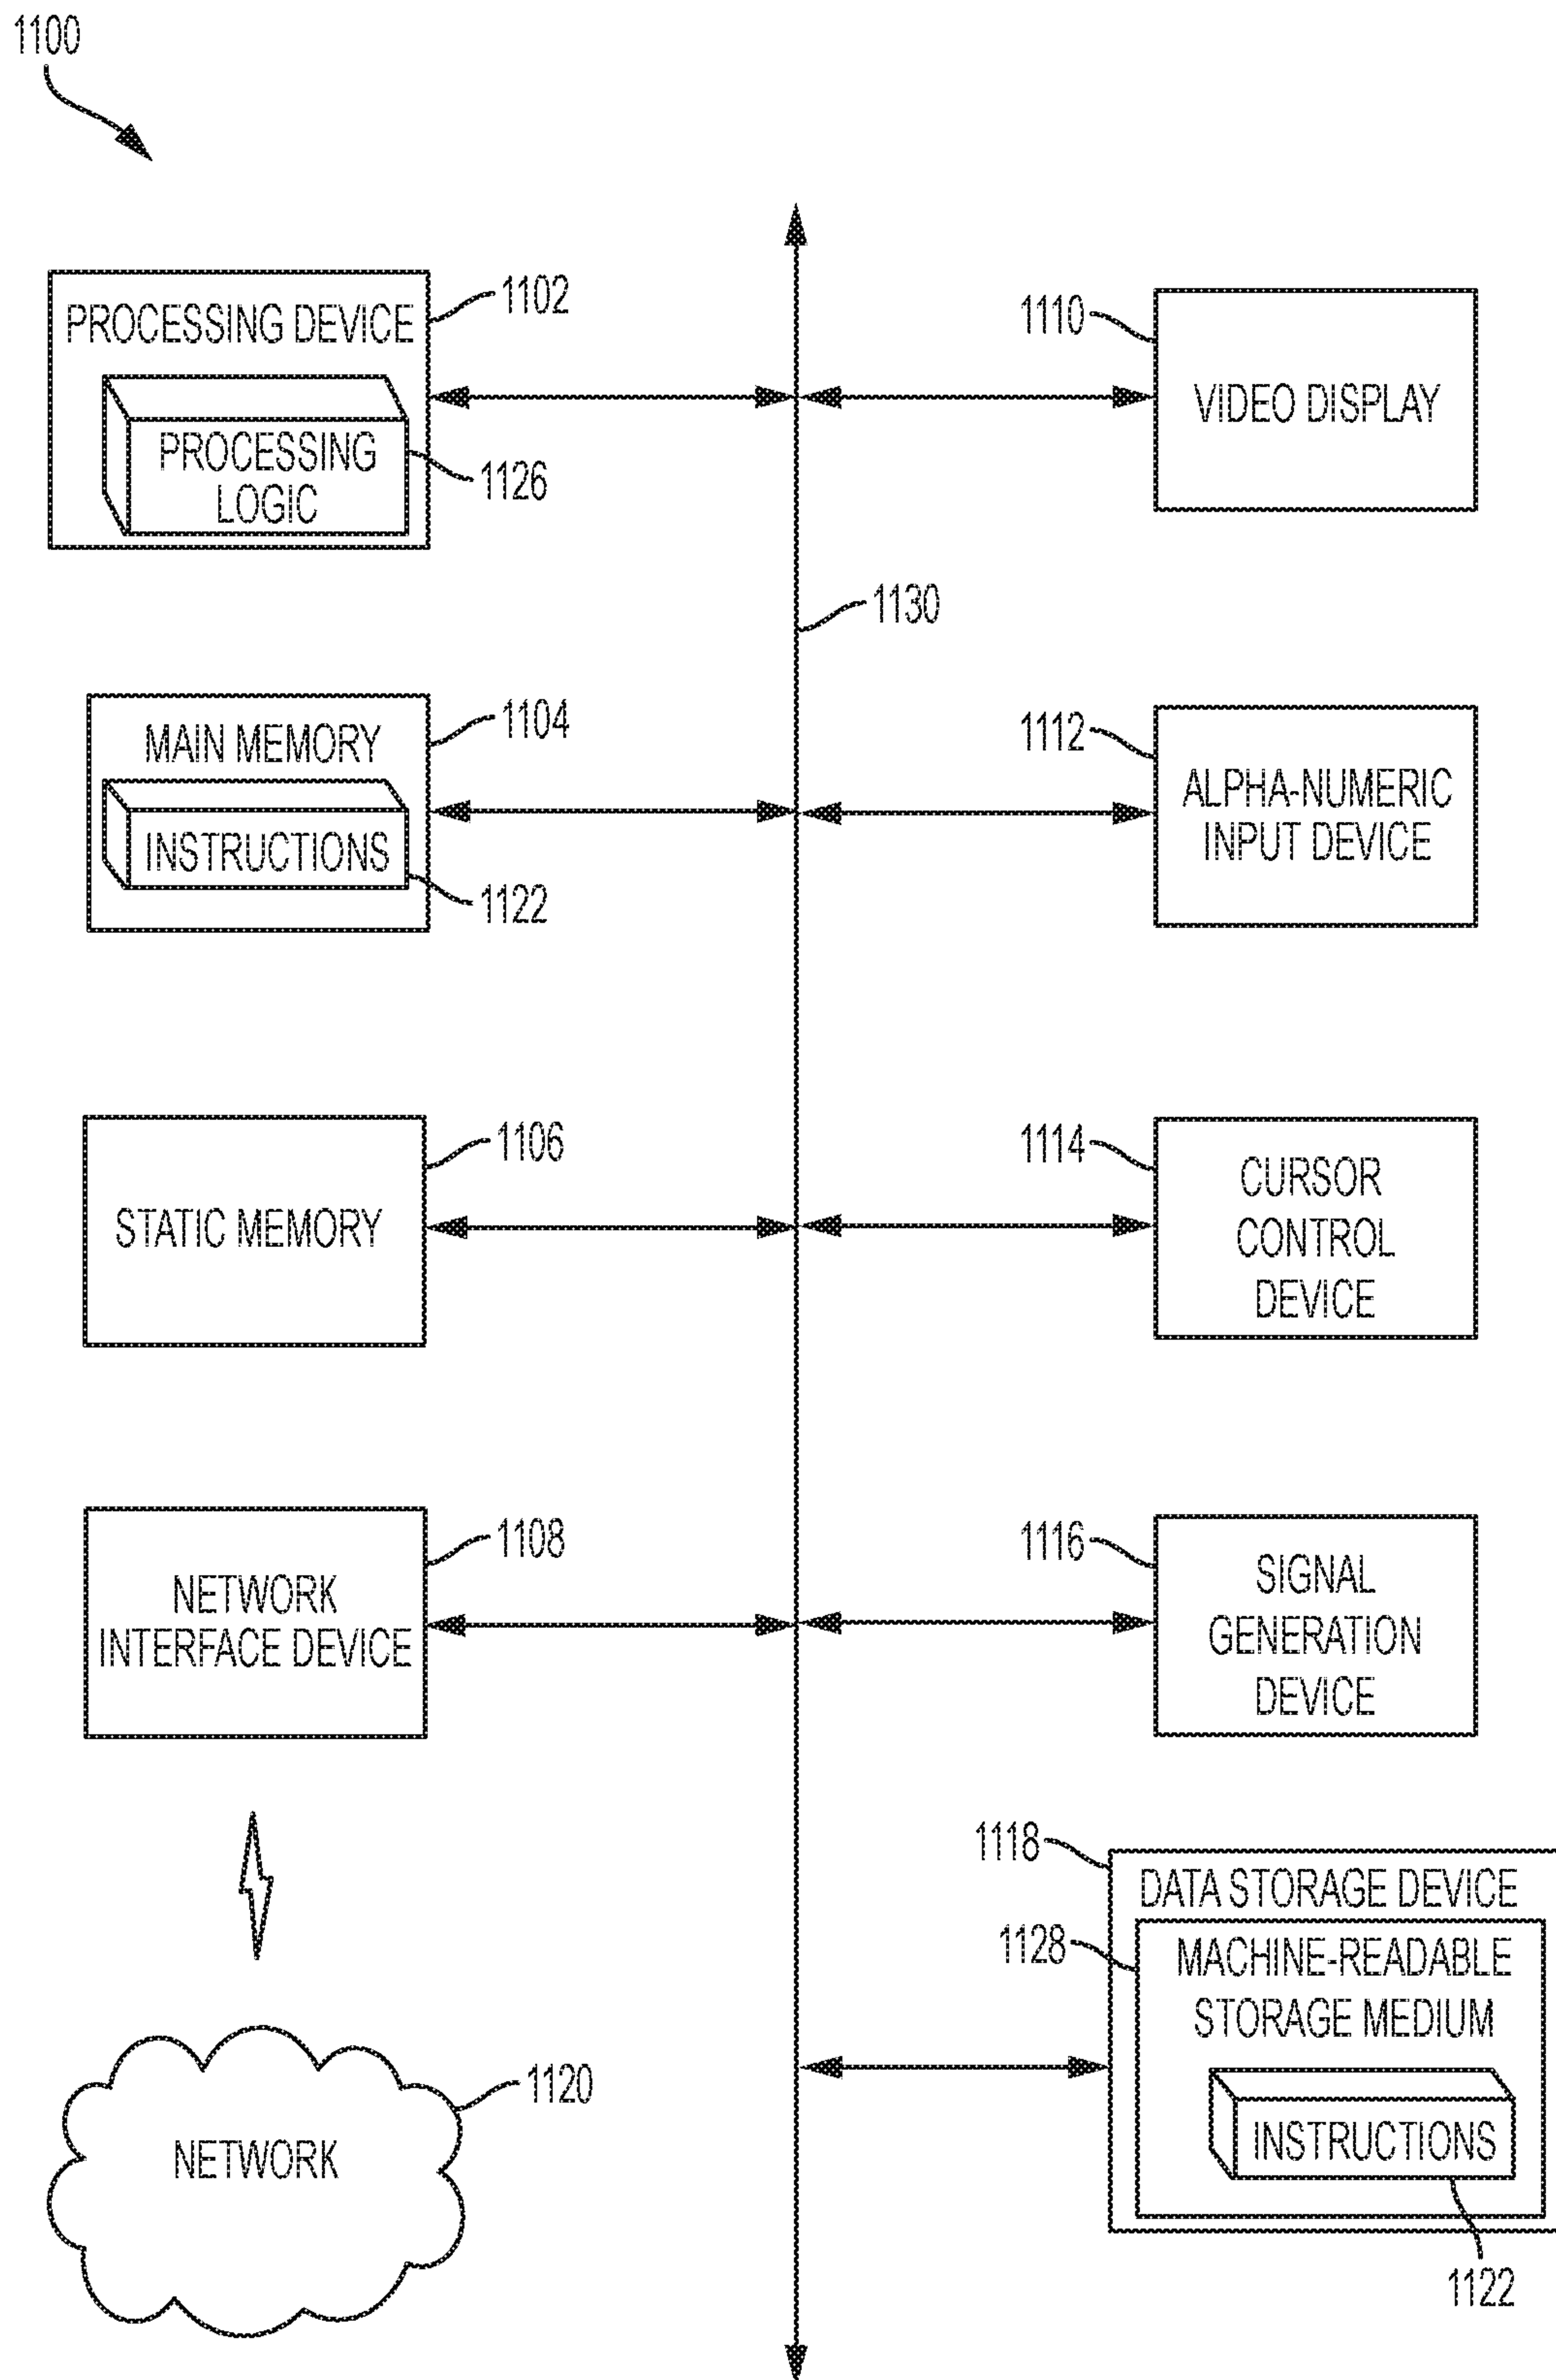 1100
PROCESSING DEVICE
1102
PROCESSING
LOGIC
1126
1110
VIDEO DISPLAY
1130
MAIN MEMORY
1104
INSTRUCTIONS
1122
1112
ALPHA-NUMERIC
INPUT DEVICE
STATIC MEMORY
1106
1114
CURSOR
CONTROL
DEVICE
NETWORK
INTERFACE DEVICE
1108
1116
SIGNAL
GENERATION
DEVICE
NETWORK
1120
1118
DATA STORAGE DEVICE
1128
MACHINE-READABLE
STORAGE MEDIUM
INSTRUCTIONS
1122